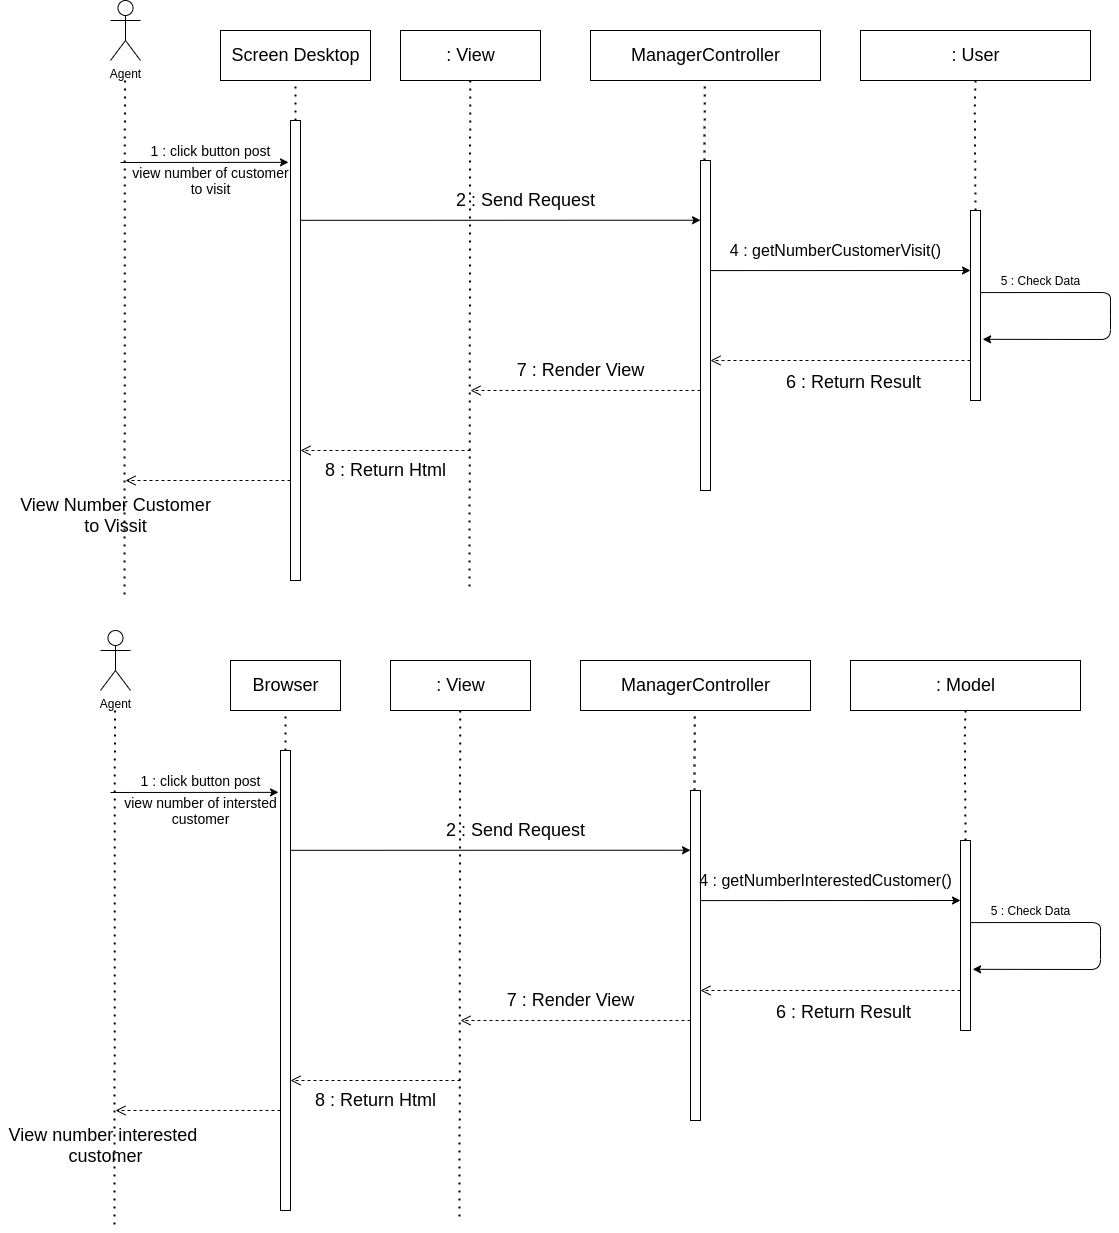 Agent
Screen Desktop
: View
ManagerController
: User
1 : click button post
view number of customer
to visit
2 : Send Request
4 : getNumberCustomerVisit()
5 : Check Data
7 : Render View
6 : Return Result
8 : Return Html
View Number Customer
to Vissit
Agent
Browser
: View
ManagerController
: Model
1 : click button post
view number of intersted
customer
2 : Send Request
4 : getNumberInterestedCustomer()
5 : Check Data
7 : Render View
6 : Return Result
8 : Return Html
View number interested
customer